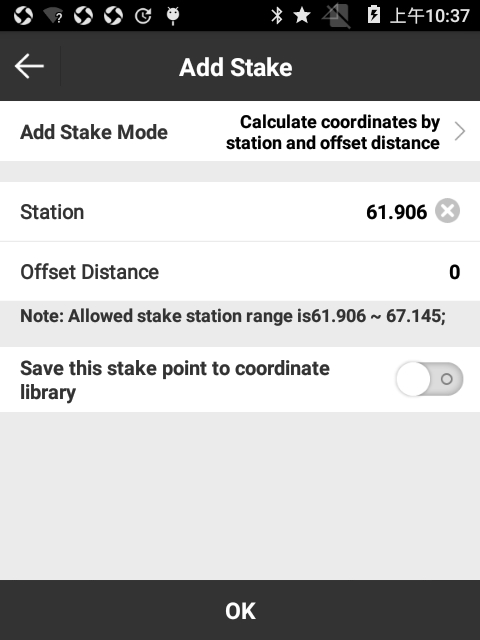 上午10:37
Add Stake
Add Stake Mode
Calculate coordinates by
station and offset distance
Station
61.906
Offset Distance
0
Note: Allowed stake station range is61.906 ~ 67.145;
Save this stake point to coordinate
library
OK